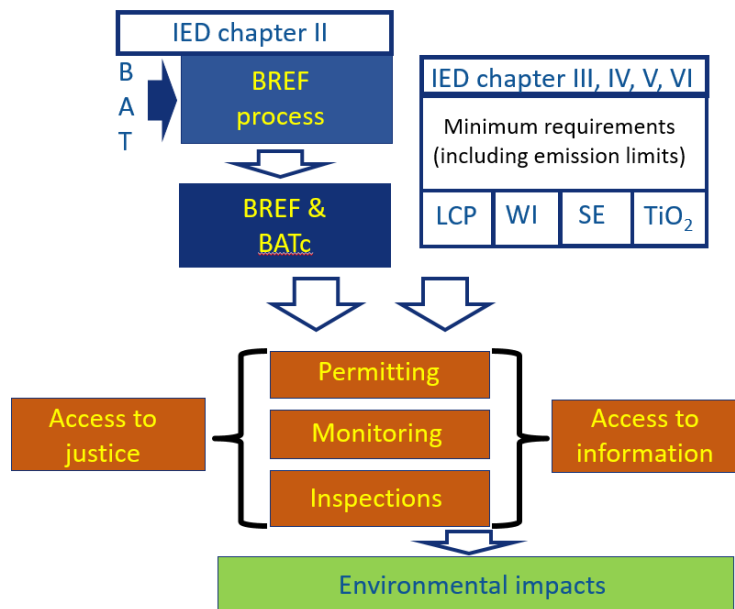 IED chapter II
B
A
T
BREF
process
BREF &
BATc
IED chapter III, IV, V, VI
Minimum requirements
(including emission limits)
LCP WI SE TiO₂
Permitting
Monitoring
Inspections
Access to
justice
Access to
information
Environmental impacts